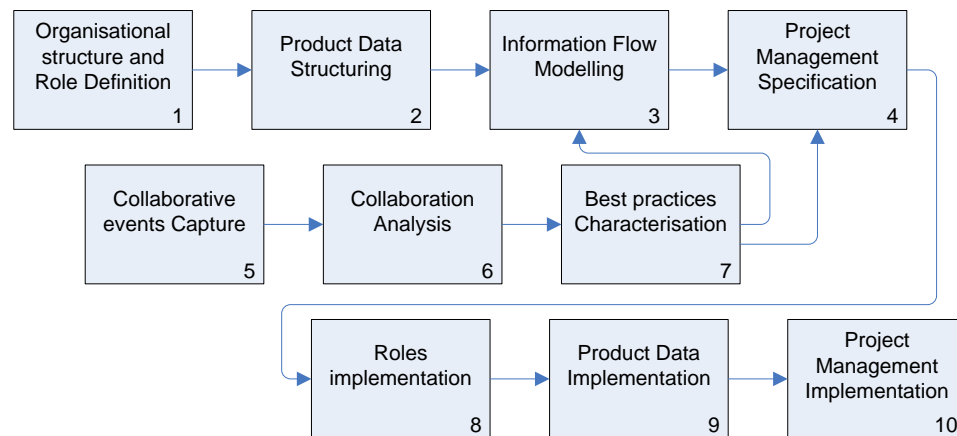 Organisational
structure and
Role Definition
1
Product Data
Structuring
2
Information Flow
Modelling
3
Project
Management
Specification
4
Collaborative
events Capture
5
Collaboration
Analysis
6
Best practices
Characterisation
7
Roles
implementation
8
Product Data
Implementation
9
Project
Management
Implementation
10